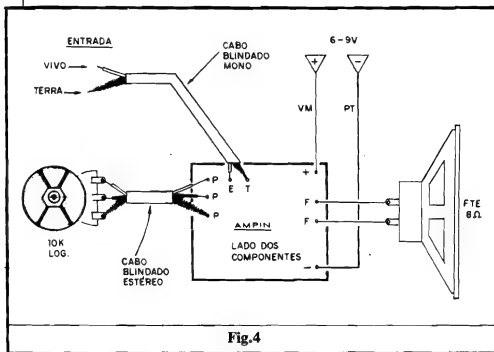 ENTRADA
VIVO
TERRA
CABO
BLINDADO
MONO
6-9V
+
-
VM
PT
P
E
T
+
P
P
F
F
AMPIN
LADO DOS
COMPONENTES
-
10K
LOG.
CABO
BLINDADO
ESTÉREO
FTE
8Ω
Fig.4